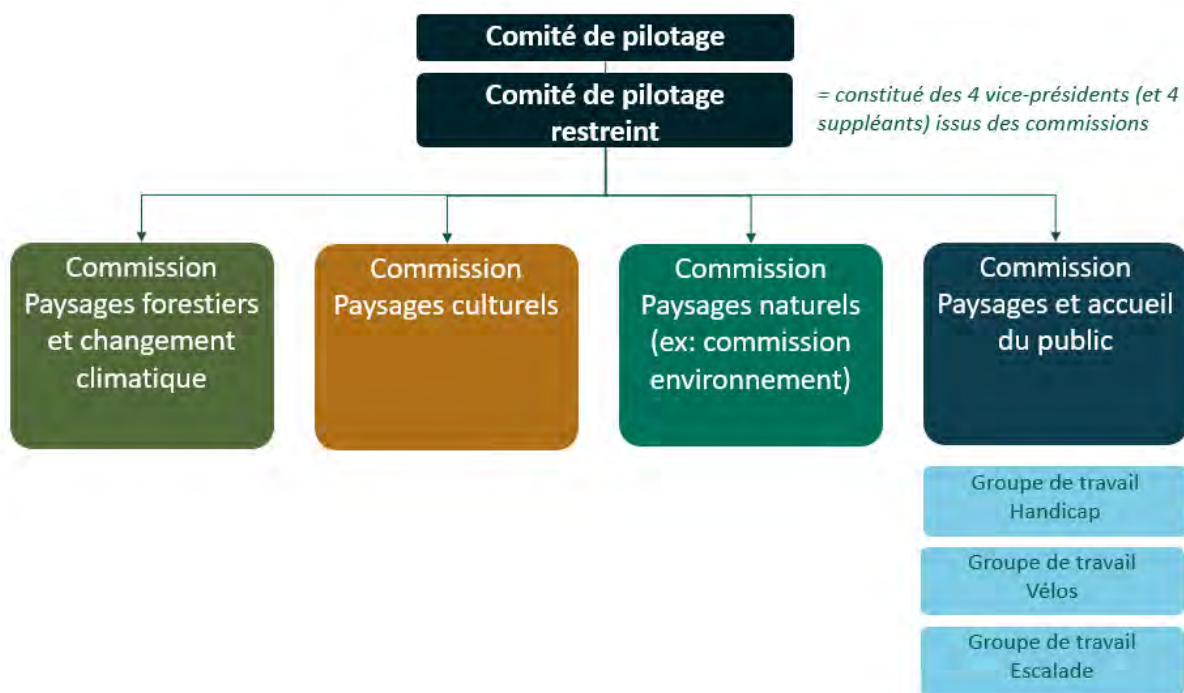 Comité de pilotage
Comité de pilotage
restreint
= constitué des 4 vice-présidents (et 4
suppléants) issus des commissions
Commission
Paysages forestiers
et changement
climatique
Commission
Paysages culturels
Commission
Paysages naturels
(ex: commission
environnement)
Commission
Paysages et accueil
du public
Groupe de travail
Handicap
Groupe de travail
Vélos
Groupe de travail
Escalade